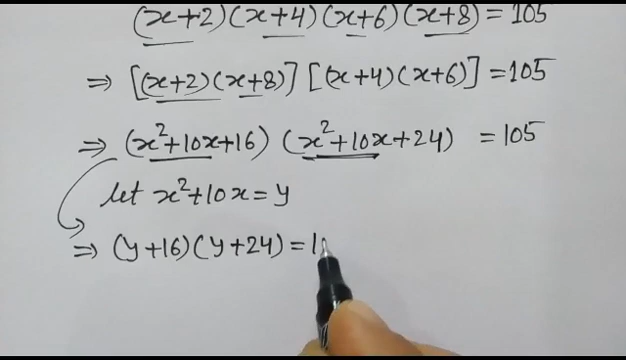 (x+2)(x+4)(x+6)(x+8) = 105
⇒ [(x+2)(x+8)] [(x+4)(x+6)] = 105
⇒ (x²+10x+16) (x²+10x+24) = 105
let x²+10x = y
⇒ (y+16)(y+24) = 1